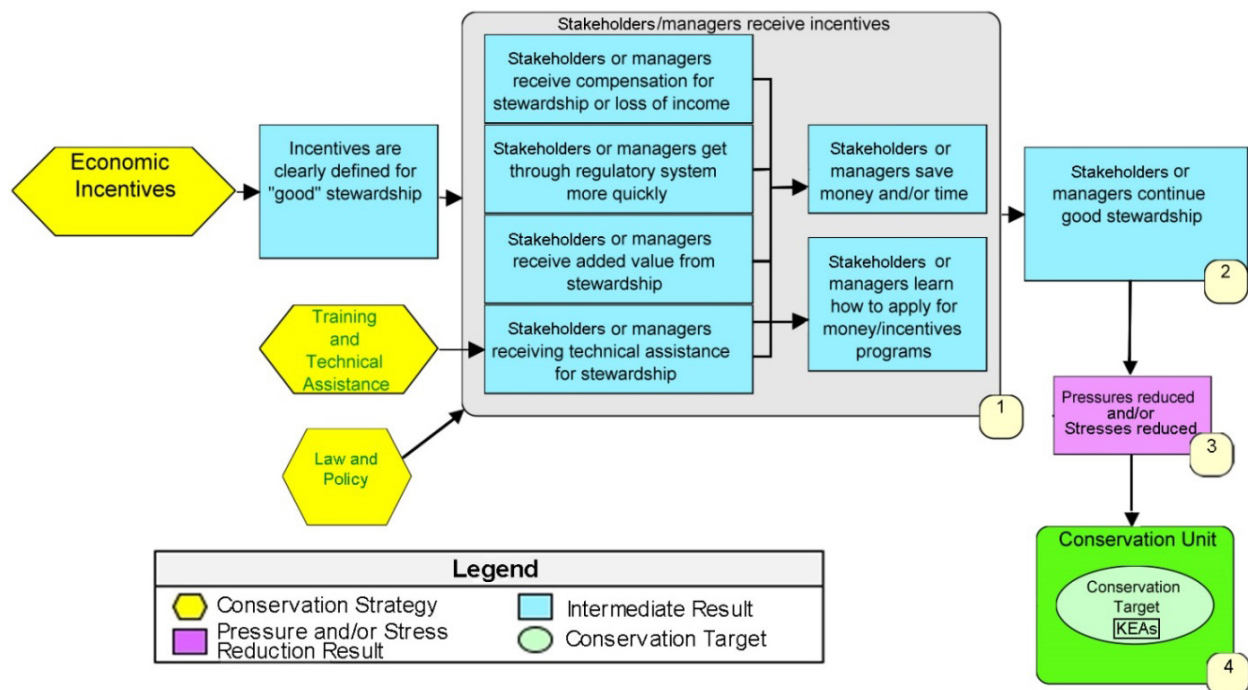 Stakeholders/managers receive incentives
Economic
Incentives
Incentives are
clearly defined for
"good" stewardship
Stakeholders or managers
receive compensation for
stewardship or loss of income
Stakeholders or managers get
through regulatory system
more quickly
Stakeholders or managers
receive added value from
stewardship
Stakeholders or managers
receiving technical assistance
for stewardship
Training
and
Technical
Assistance
Law and
Policy
Stakeholders or
managers save
money and/or time
Stakeholders or
managers learn
how to apply for
money/incentives
programs
1
Stakeholders or
managers continue
good stewardship
2
Pressures reduced
and/or
Stresses reduced
3
Conservation Unit
Conservation
Target
KEAs
4
Legend
Conservation Strategy
Pressure and/or Stress
Reduction Result
Intermediate Result
Conservation Target